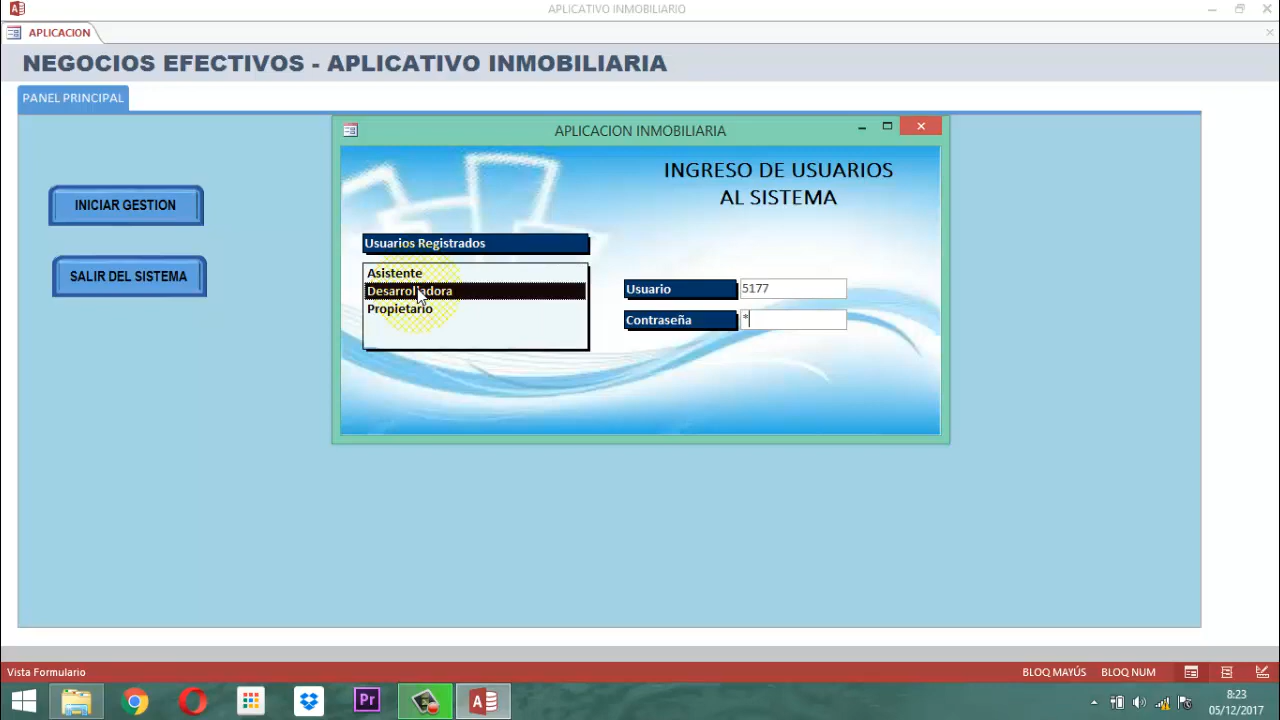 APLICATIVO INMOBILIARIO
APLICACION
NEGOCIOS EFECTIVOS - APLICATIVO INMOBILIARIA
PANEL PRINCIPAL
APLICACION INMOBILIARIA
INGRESO DE USUARIOS
AL SISTEMA
INICIAR GESTION
SALIR DEL SISTEMA
Usuarios Registrados
Asistente
Desarrolladora
Propietario
Usuario 5177
Contraseña *
Vista Formulario
BLOQ MAYÚS BLOQ NUM
Pr
8:23
05/12/2017